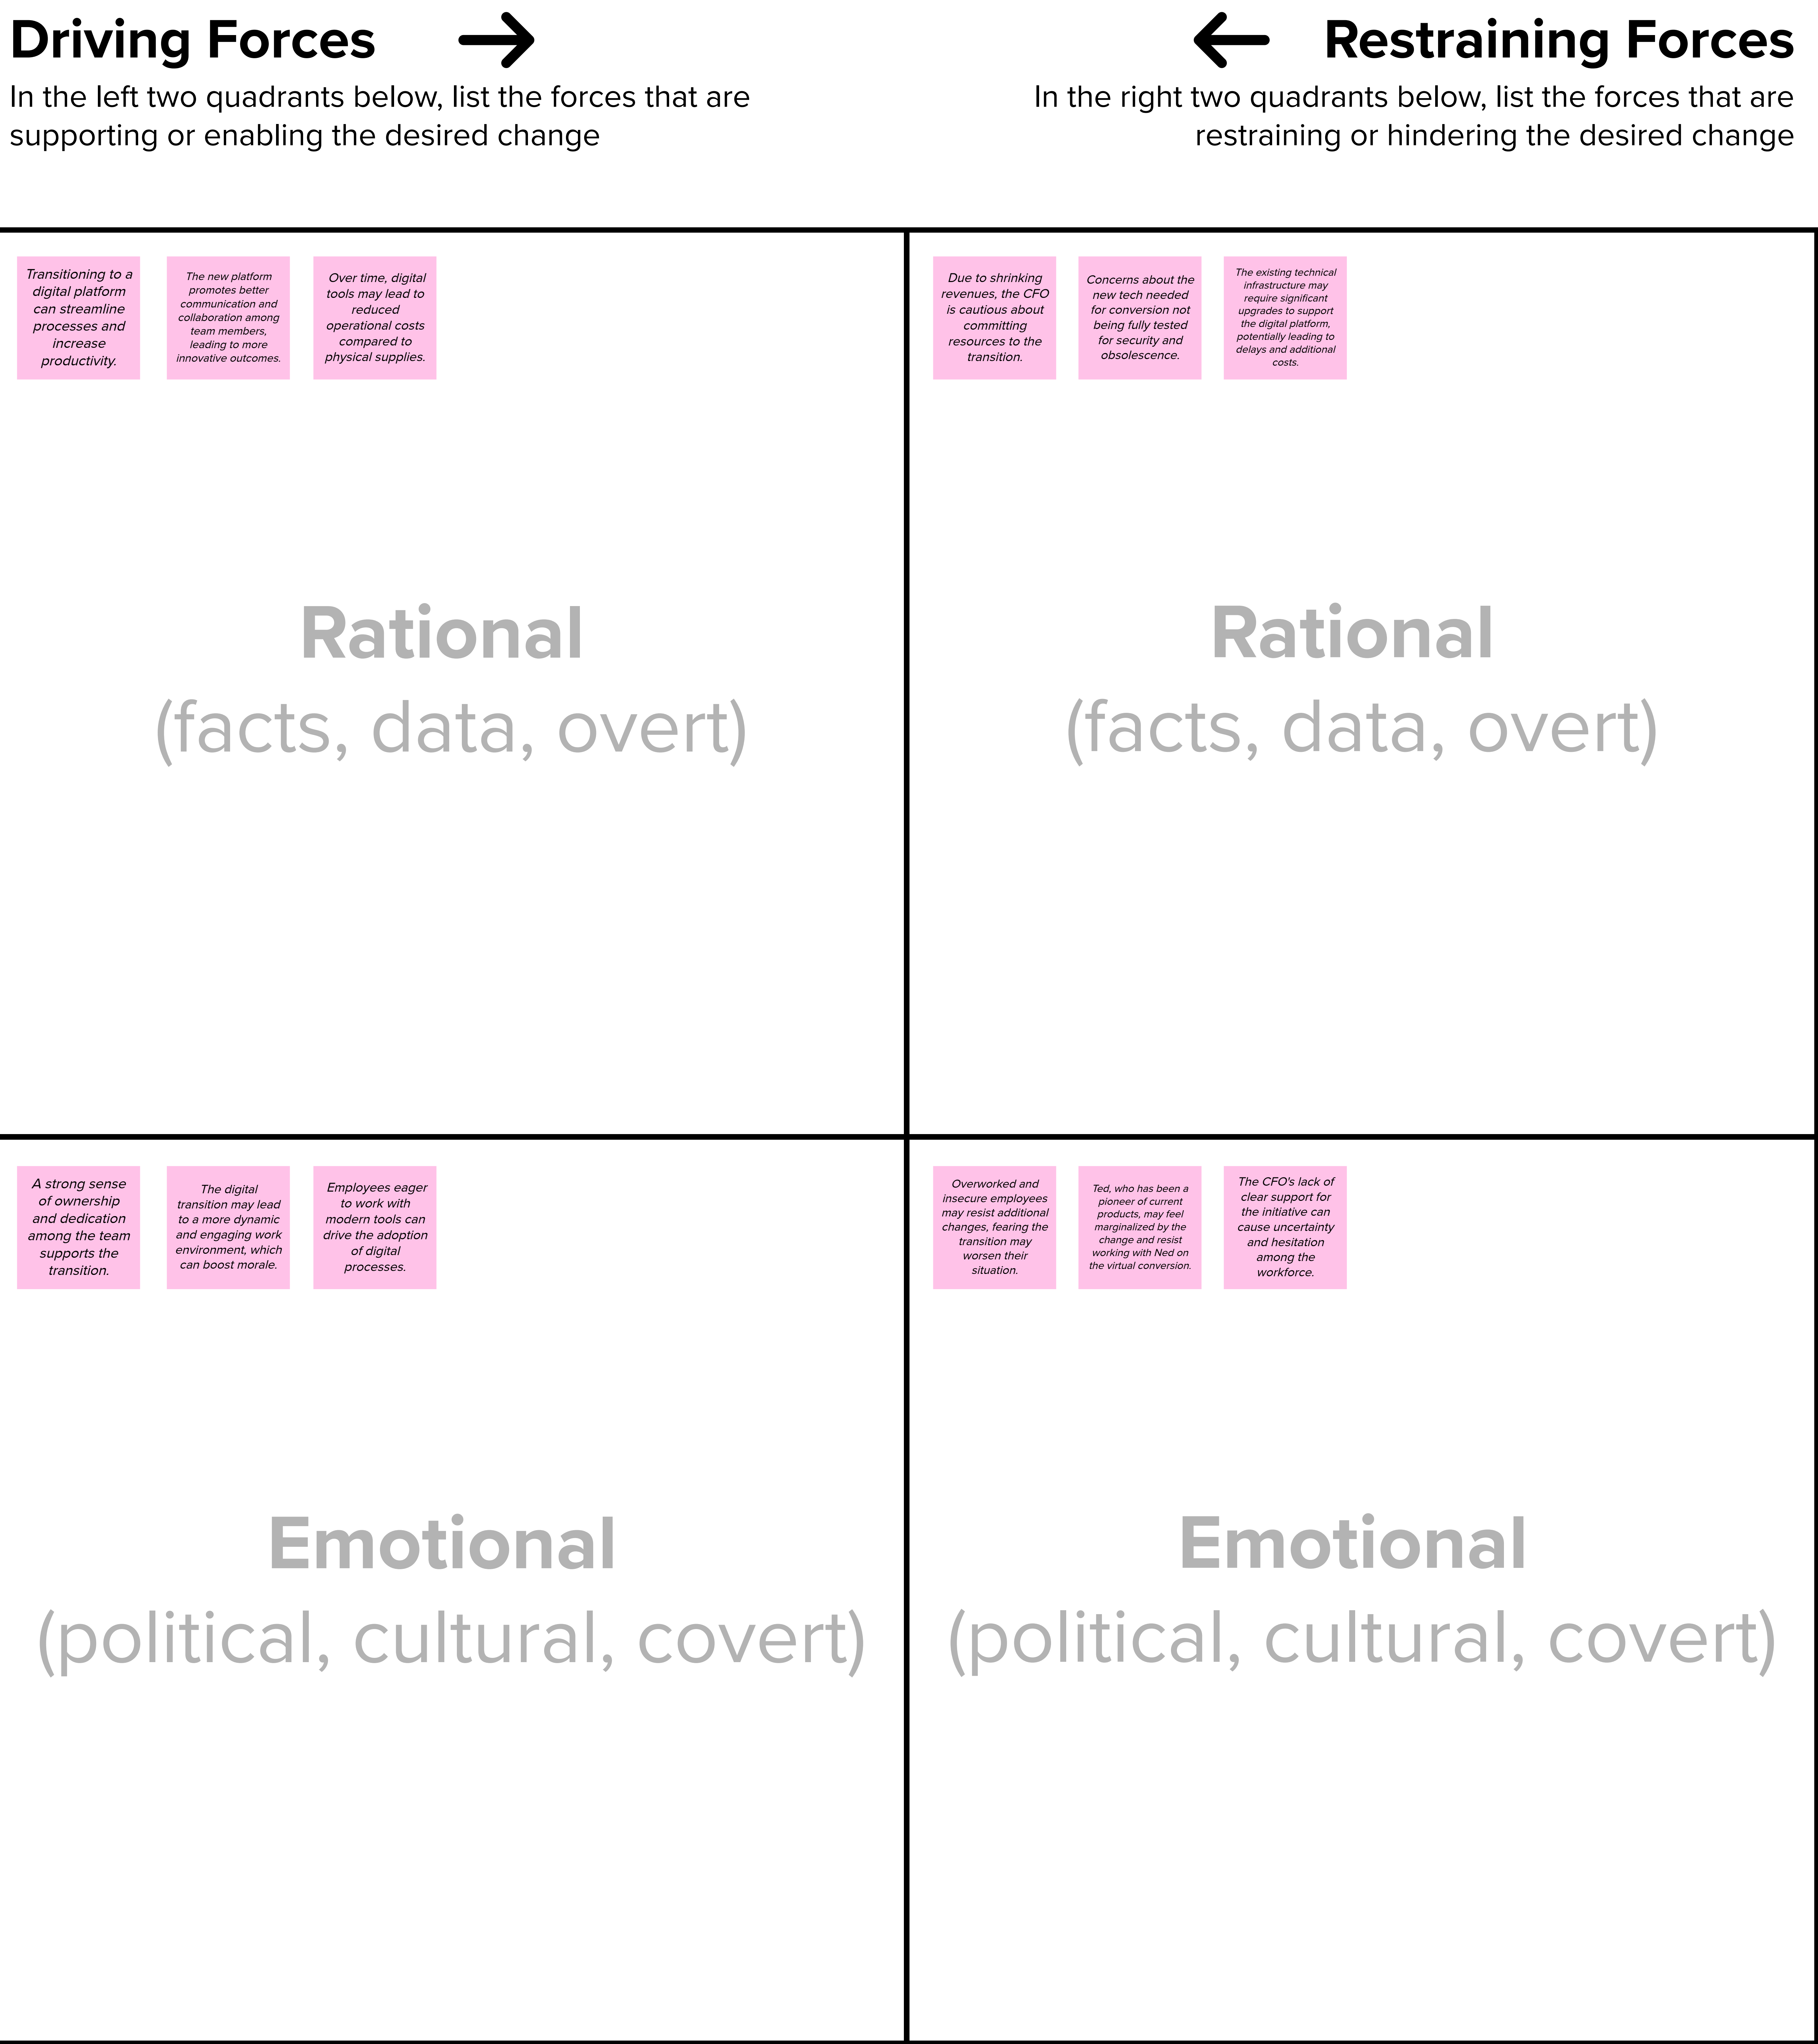 Driving Forces
In the left two quadrants below, list the forces that are
supporting or enabling the desired change
Restraining Forces
In the right two quadrants below, list the forces that are
restraining or hindering the desired change
Transitioning to a
digital platform
can streamline
processes and
increase
productivity.
The new platform
promotes better
communication and
collaboration among
team members,
leading to more
innovative outcomes.
Over time, digital
tools may lead to
reduced
operational costs
compared to
physical supplies.
Rational
(facts, data, overt)
Due to shrinking
revenues, the CFO
is cautious about
committing
resources to the
transition.
Concerns about the
new tech needed
for conversion not
being fully tested
for security and
obsolescence.
The existing technical
infrastructure may
require significant
upgrades to support
the digital platform,
potentially leading to
delays and additional
costs.
Rational
(facts, data, overt)
A strong sense
of ownership
and dedication
among the team
supports the
transition.
The digital
transition may lead
to a more dynamic
and engaging work
environment, which
can boost morale.
Employees eager
to work with
modern tools can
drive the adoption
of digital
processes.
Emotional
(political, cultural, covert)
Overworked and
insecure employees
may resist additional
changes, fearing the
transition may
worsen their
situation.
Ted, who has been a
pioneer of current
products, may feel
marginalized by the
change and resist
working with Ned on
the virtual conversion.
The CFO's lack of
clear support for
the initiative can
cause uncertainty
and hesitation
among the
workforce.
Emotional
(political, cultural, covert)